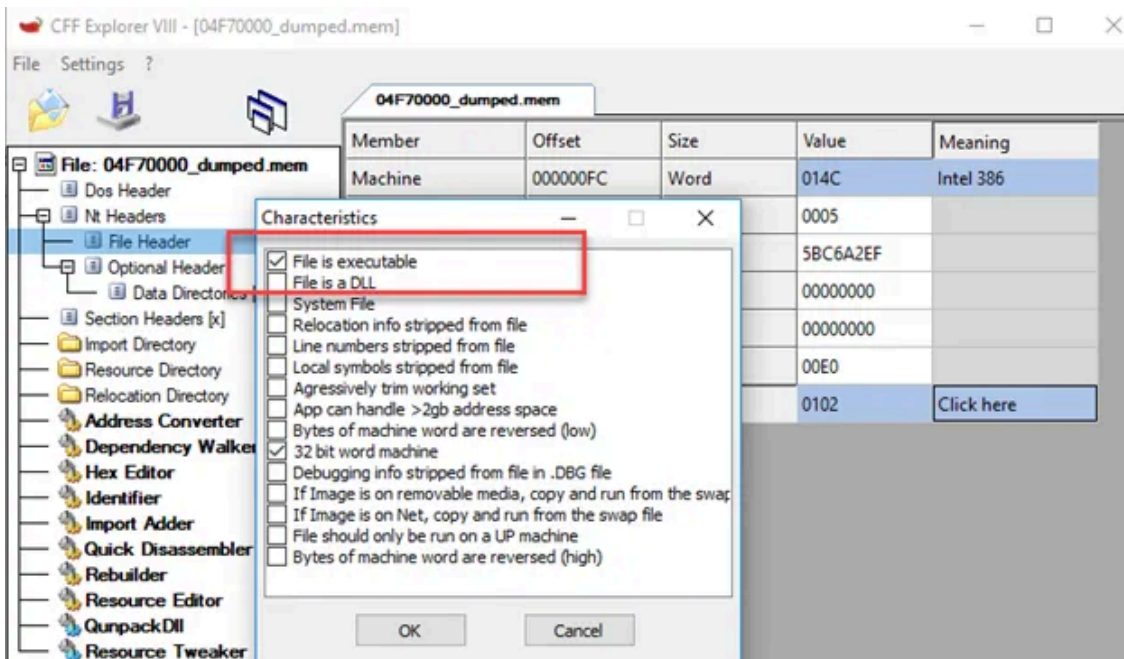 CFF Explorer VIII - [04F70000_dumped.mem]
File Settings ?
04F70000_dumped.mem
Member Offset Size Value Meaning
Machine 000000FC Word 014C Intel 386
0005
5BC6A2EF
00000000
00000000
00E0
0102 Click here
File: 04F70000_dumped.mem
Dos Header
Nt Headers
File Header
Optional Header
Data Directories [
Section Headers [x]
Import Directory
Resource Directory
Relocation Directory
Address Converter
Dependency Walker
Hex Editor
Identifier
Import Adder
Quick Disassembler
Rebuilder
Resource Editor
QunpackDll
Resource Tweaker
Characteristics
File is executable
File is a DLL
System File
Relocation info stripped from file
Line numbers stripped from file
Local symbols stripped from file
Agressively trim working set
App can handle >2gb address space
Bytes of machine word are reversed (low)
32 bit word machine
Debugging info stripped from file in .DBG file
If Image is on removable media, copy and run from the swap
If Image is on Net, copy and run from the swap file
File should only be run on a UP machine
Bytes of machine word are reversed (high)
OK Cancel